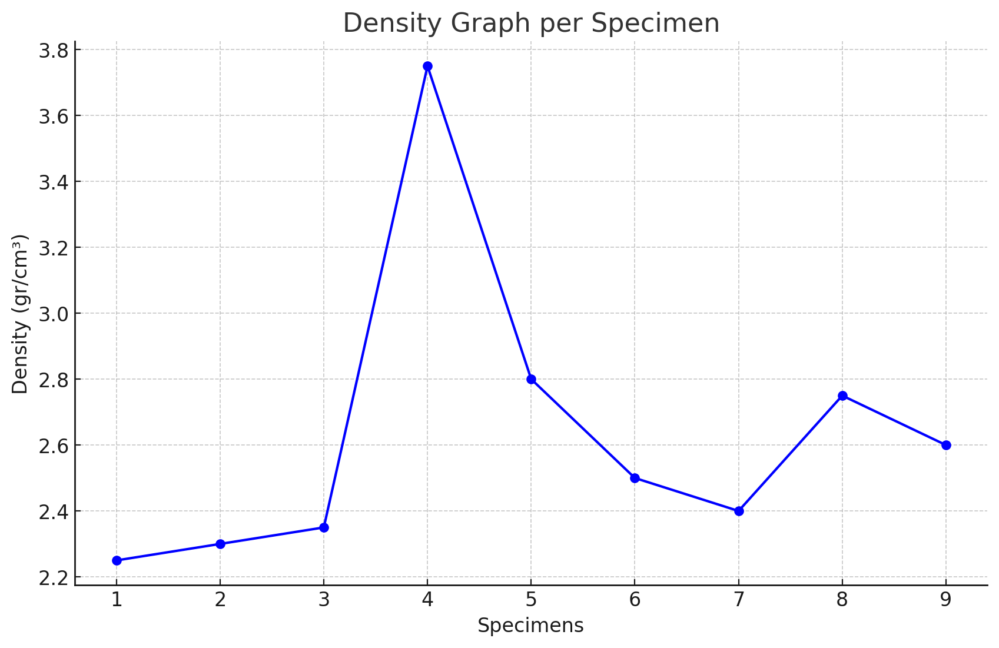 Density Graph per Specimen
3.8
3.6
3.4
3.2
3.0
2.8
2.6
2.4
2.2
Density (gr/cm³)
1 2 3 4 5 6 7 8 9
Specimens